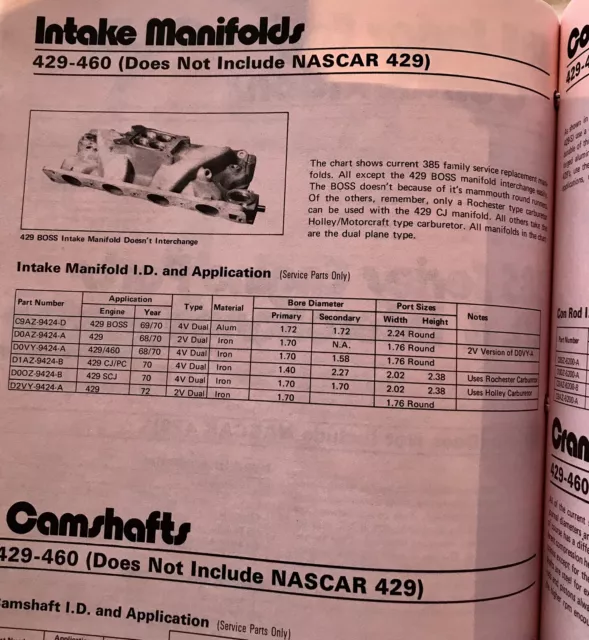 Intake Manifolds
429-460 (Does Not Include NASCAR 429)
The chart shows current 385 family service replacement
folds. All except the 429 BOSS manifold interchange easily.
The BOSS doesn't because of it's mammouth round runners.
Of the others, remember, only a Rochester type carburetor
can be used with the 429 CJ manifold. All others take the
Holley/Motorcraft type carburetor. All manifolds in the chart
are the dual plane type.
429 BOSS Intake Manifold Doesn't Interchange
Intake Manifold I.D. and Application (Service Parts Only)
Part Number Application Type Material Bore Diameter Port Sizes Notes
Engine Year Primary Secondary Width Height
C9AZ-9424-D 429 BOSS 69/70 4V Dual Alum. 1.72 1.72 2.24 Round
D0AZ-9424-A 429 68/70 2V Dual Iron 1.70 N.A. 1.76 Round 2V Version of D0VY-A
D0VY-9424-A 429/460 68/70 4V Dual Iron 1.70 1.58 1.76 Round
D1AZ-9424-B 429 CJ/PC 70 4V Dual Iron 1.40 2.27 2.02 2.38 Uses Rochester Carburetor
D0OZ-9424-B 429 SCJ 70 4V Dual Iron 1.70 1.70 2.02 2.38 Uses Holley Carburetor
D2VY-9424-A 429 72 2V Dual Iron 1.70 1.76 Round
Camshafts
429-460 (Does Not Include NASCAR 429)
Camshaft I.D. and Application (Service Parts Only)
Application
Co
429-4
As shown in
Con Rod I.
Cran
429-460